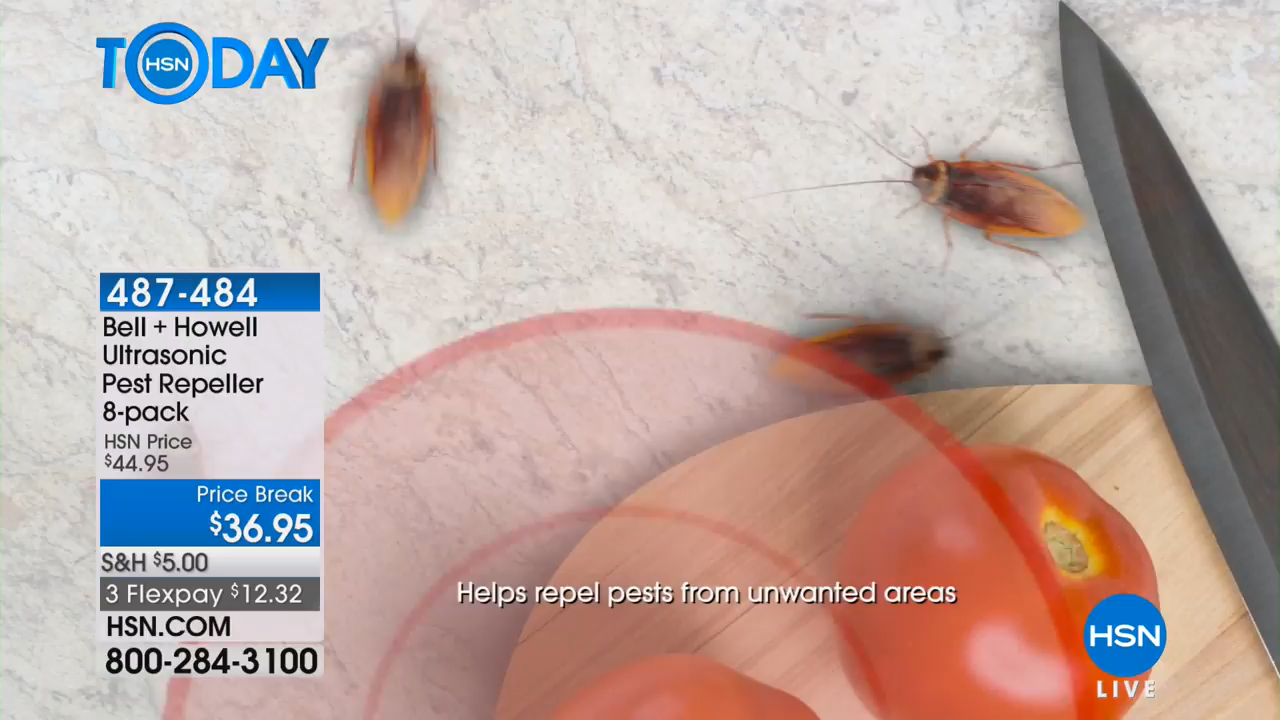 TODAY
HSN
487-484
Bell + Howell
Ultrasonic
Pest Repeller
8-pack
HSN Price
$44.95
Price Break
$36.95
S&H $5.00
3 Flexpay $12.32
HSN.COM
800-284-3100
Helps repel pests from unwanted areas
HSN
LIVE